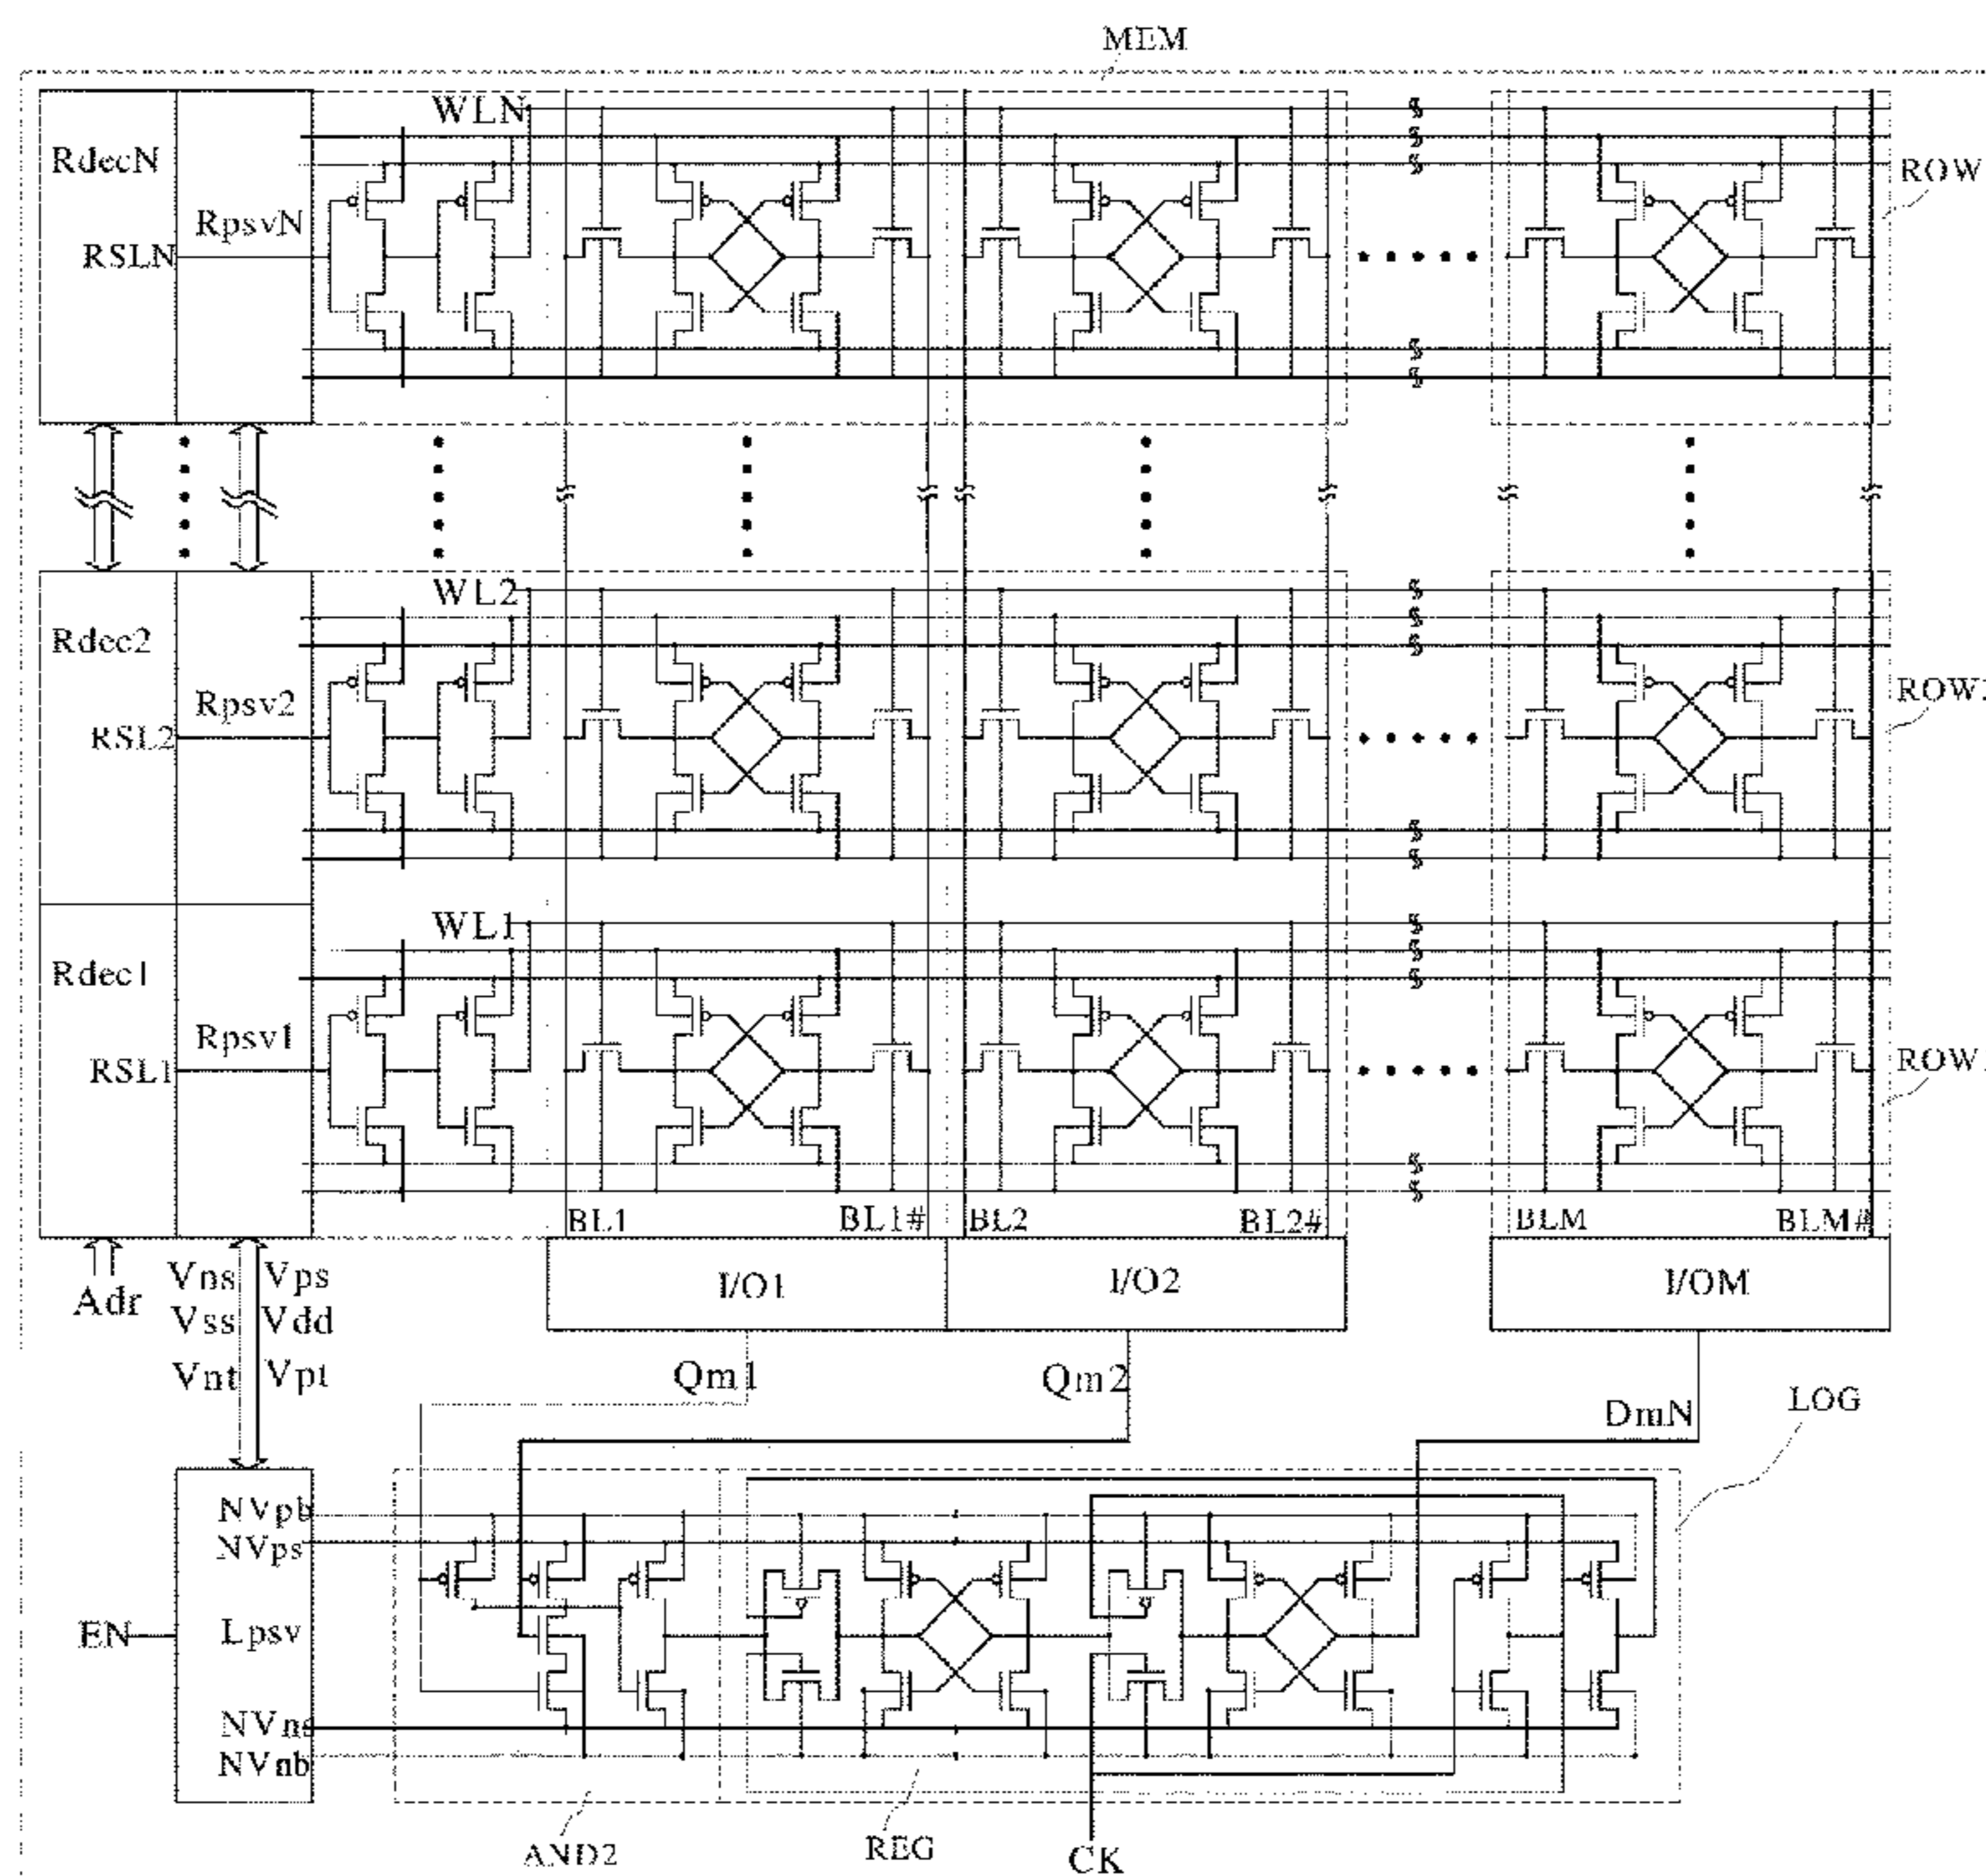 MEM
WLN
RdecN
ROW
RpsvN
RSLN
WL2
Rdec2
ROW
Rpsv2
RSL2
WL1
Rdec1
ROW
Rpsv1
RSL1
BL1 BL1# BL2 BL2# BLM BLM#
Vns Vps I/O1 I/O2 I/OM
Adr
Vss Vdd
Vnt Vpt Qm1 Qm2
LOG
DmN
NVpb
NVps
EN Lpsv
NVns
NVnb
AND2 REG CK